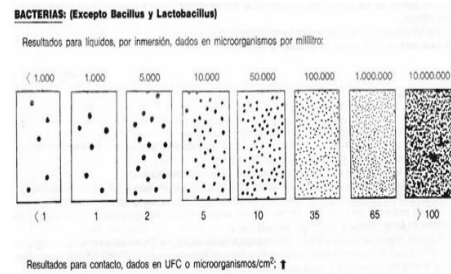 BACTERIAS: (Excepto Bacillus y Lactobacillus)
Resultados para líquidos, por inmersión, dados en microorganismos por mililitro:
〈 1.000 1.000 5.000 10.000 50.000 100.000 1.000.000 10.000.000
〈 1 1 2 5 10 35 65 〉 100
Resultados para contacto, dados en UFC o microorganismos/cm²; ⬆